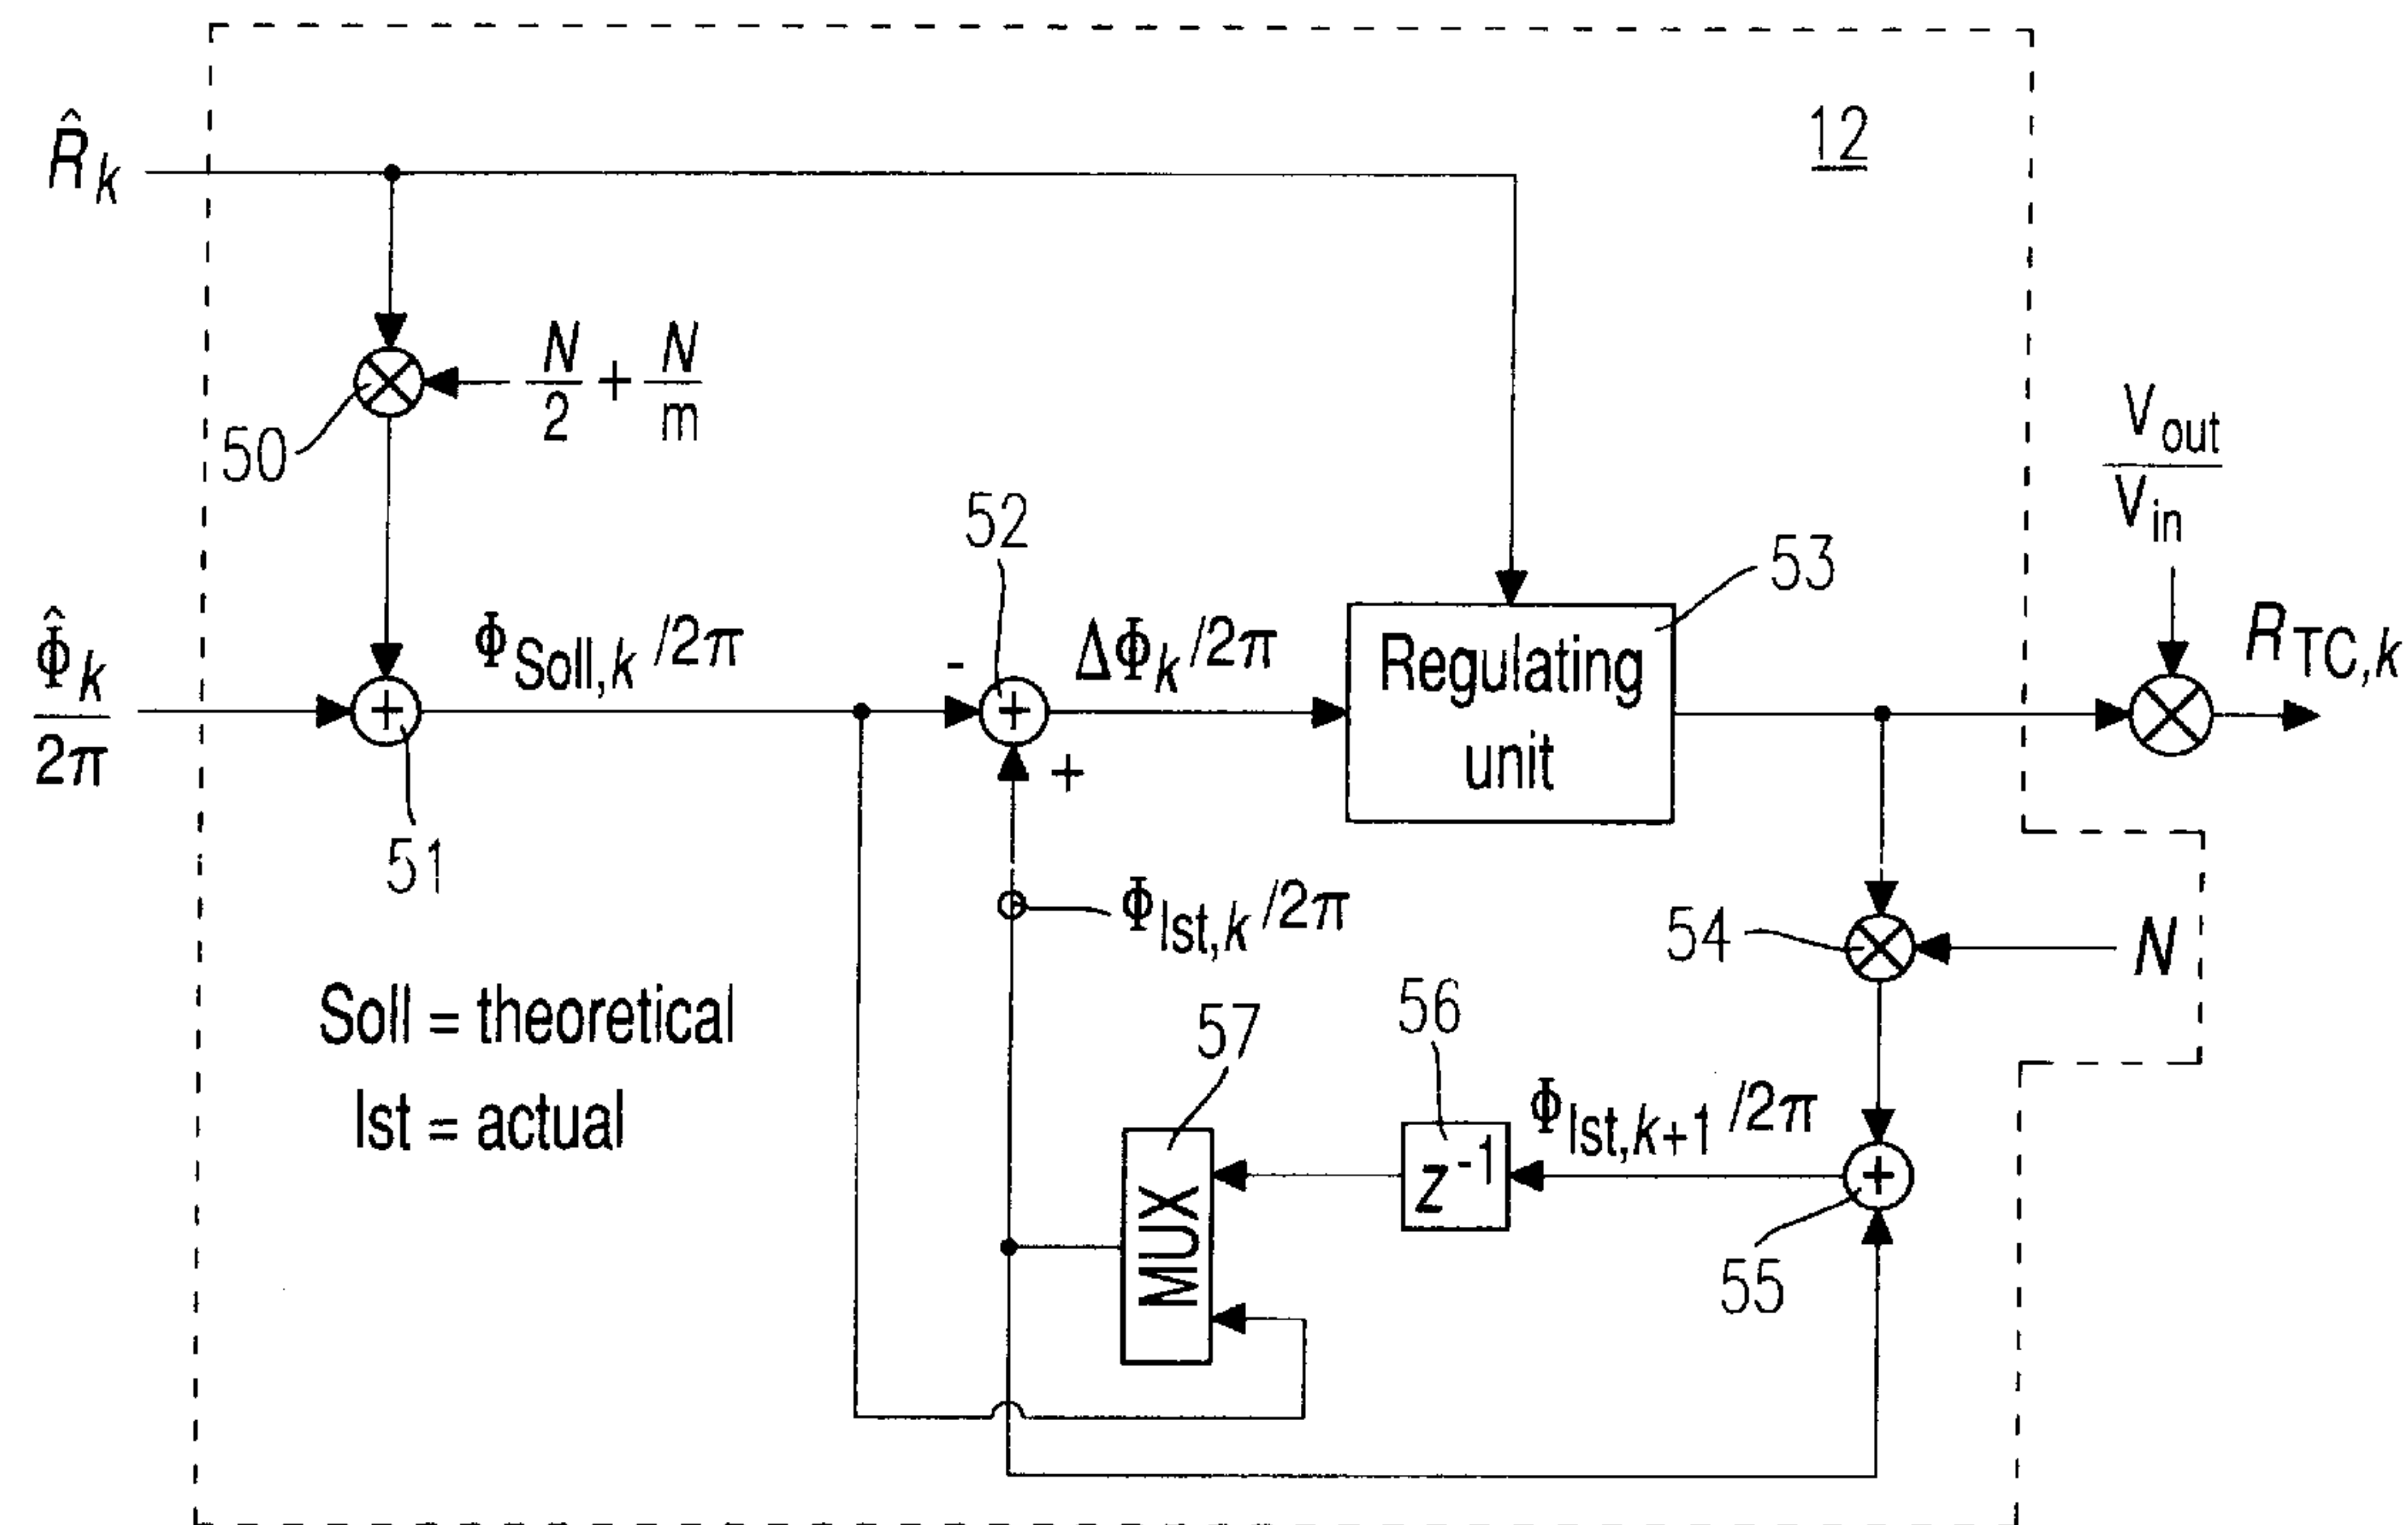 12
R̂k
N/2 + N/m
50
Vout/Vin
52
53
Φ̂k/2π
ΦSoll,k /2π
-
ΔΦk/2π
Regulating
unit
RTC,k
+
51
ΦIst,k /2π
54
N
Soll = theoretical
Ist = actual
57
56
ΦIst,k+1 /2π
z-1
MUX
55